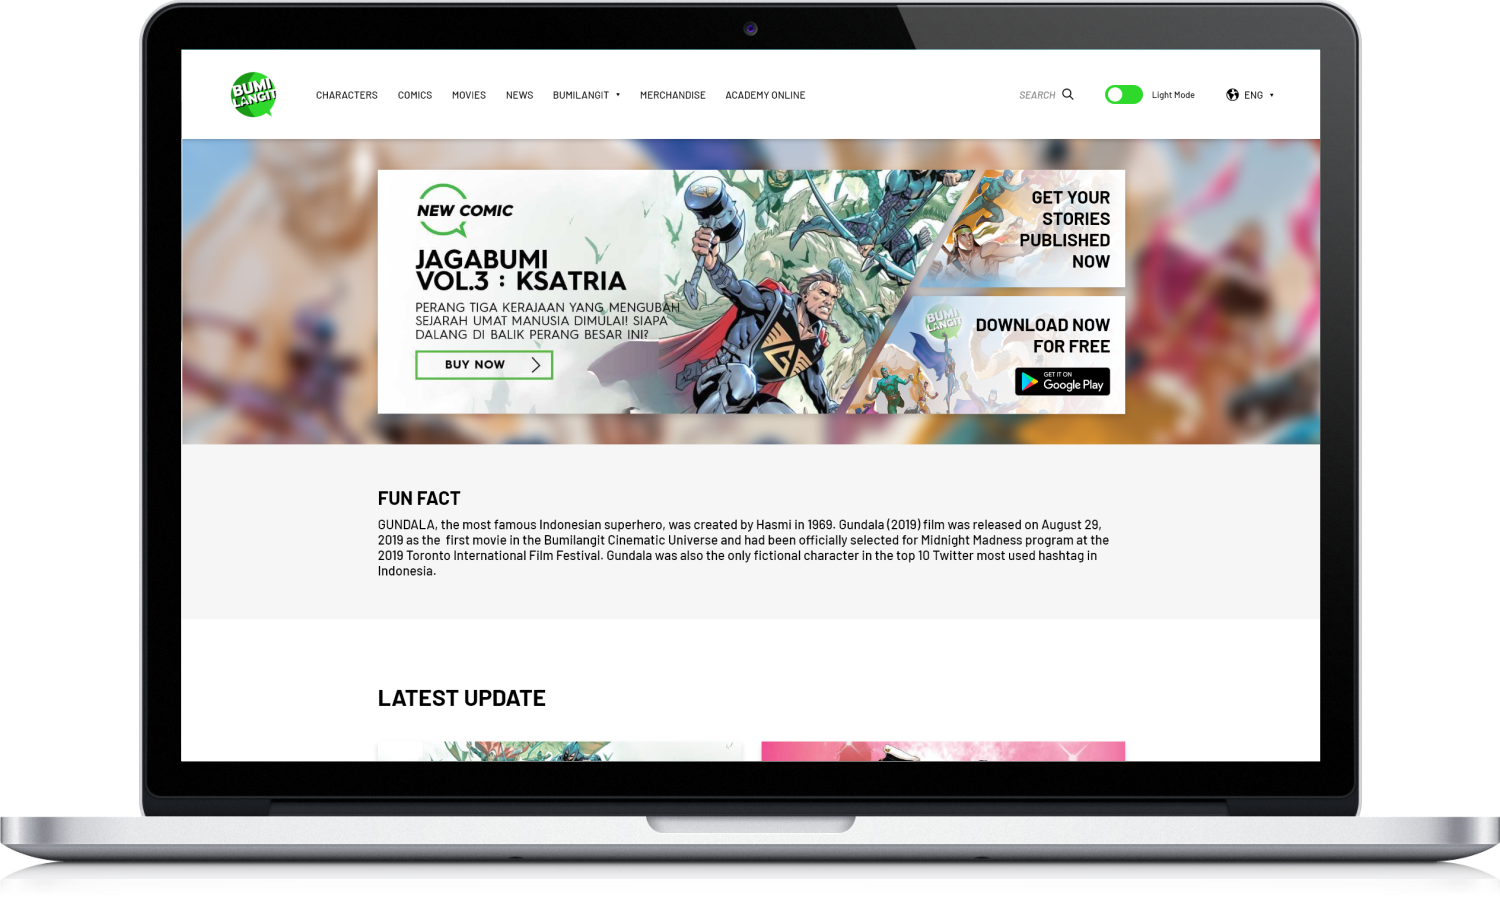 BUMI
LANGIT
CHARACTERS
COMICS
MOVIES
NEWS
BUMILANGIT
MERCHANDISE
ACADEMY ONLINE
SEARCH
Light Mode
ENG
NEW COMIC
JAGABUMI
VOL.3 : KSATRIA
PERANG TIGA KERAJAAN YANG MENGUBAH
SEJARAH UMAT MANUSIA DIMULAI! SIAPA
DALANG DI BALIK PERANG BESAR INI?
BUY NOW
GET YOUR
STORIES
PUBLISHED
NOW
BUMI
LANGIT
DOWNLOAD NOW
FOR FREE
GET IT ON
Google Play
FUN FACT
GUNDALA, the most famous Indonesian superhero, was created by Hasmi in 1969. Gundala (2019) film was released on August 29,
2019 as the first movie in the Bumilangit Cinematic Universe and had been officially selected for Midnight Madness program at the
2019 Toronto International Film Festival. Gundala was also the only fictional character in the top 10 Twitter most used hashtag in
Indonesia.
LATEST UPDATE